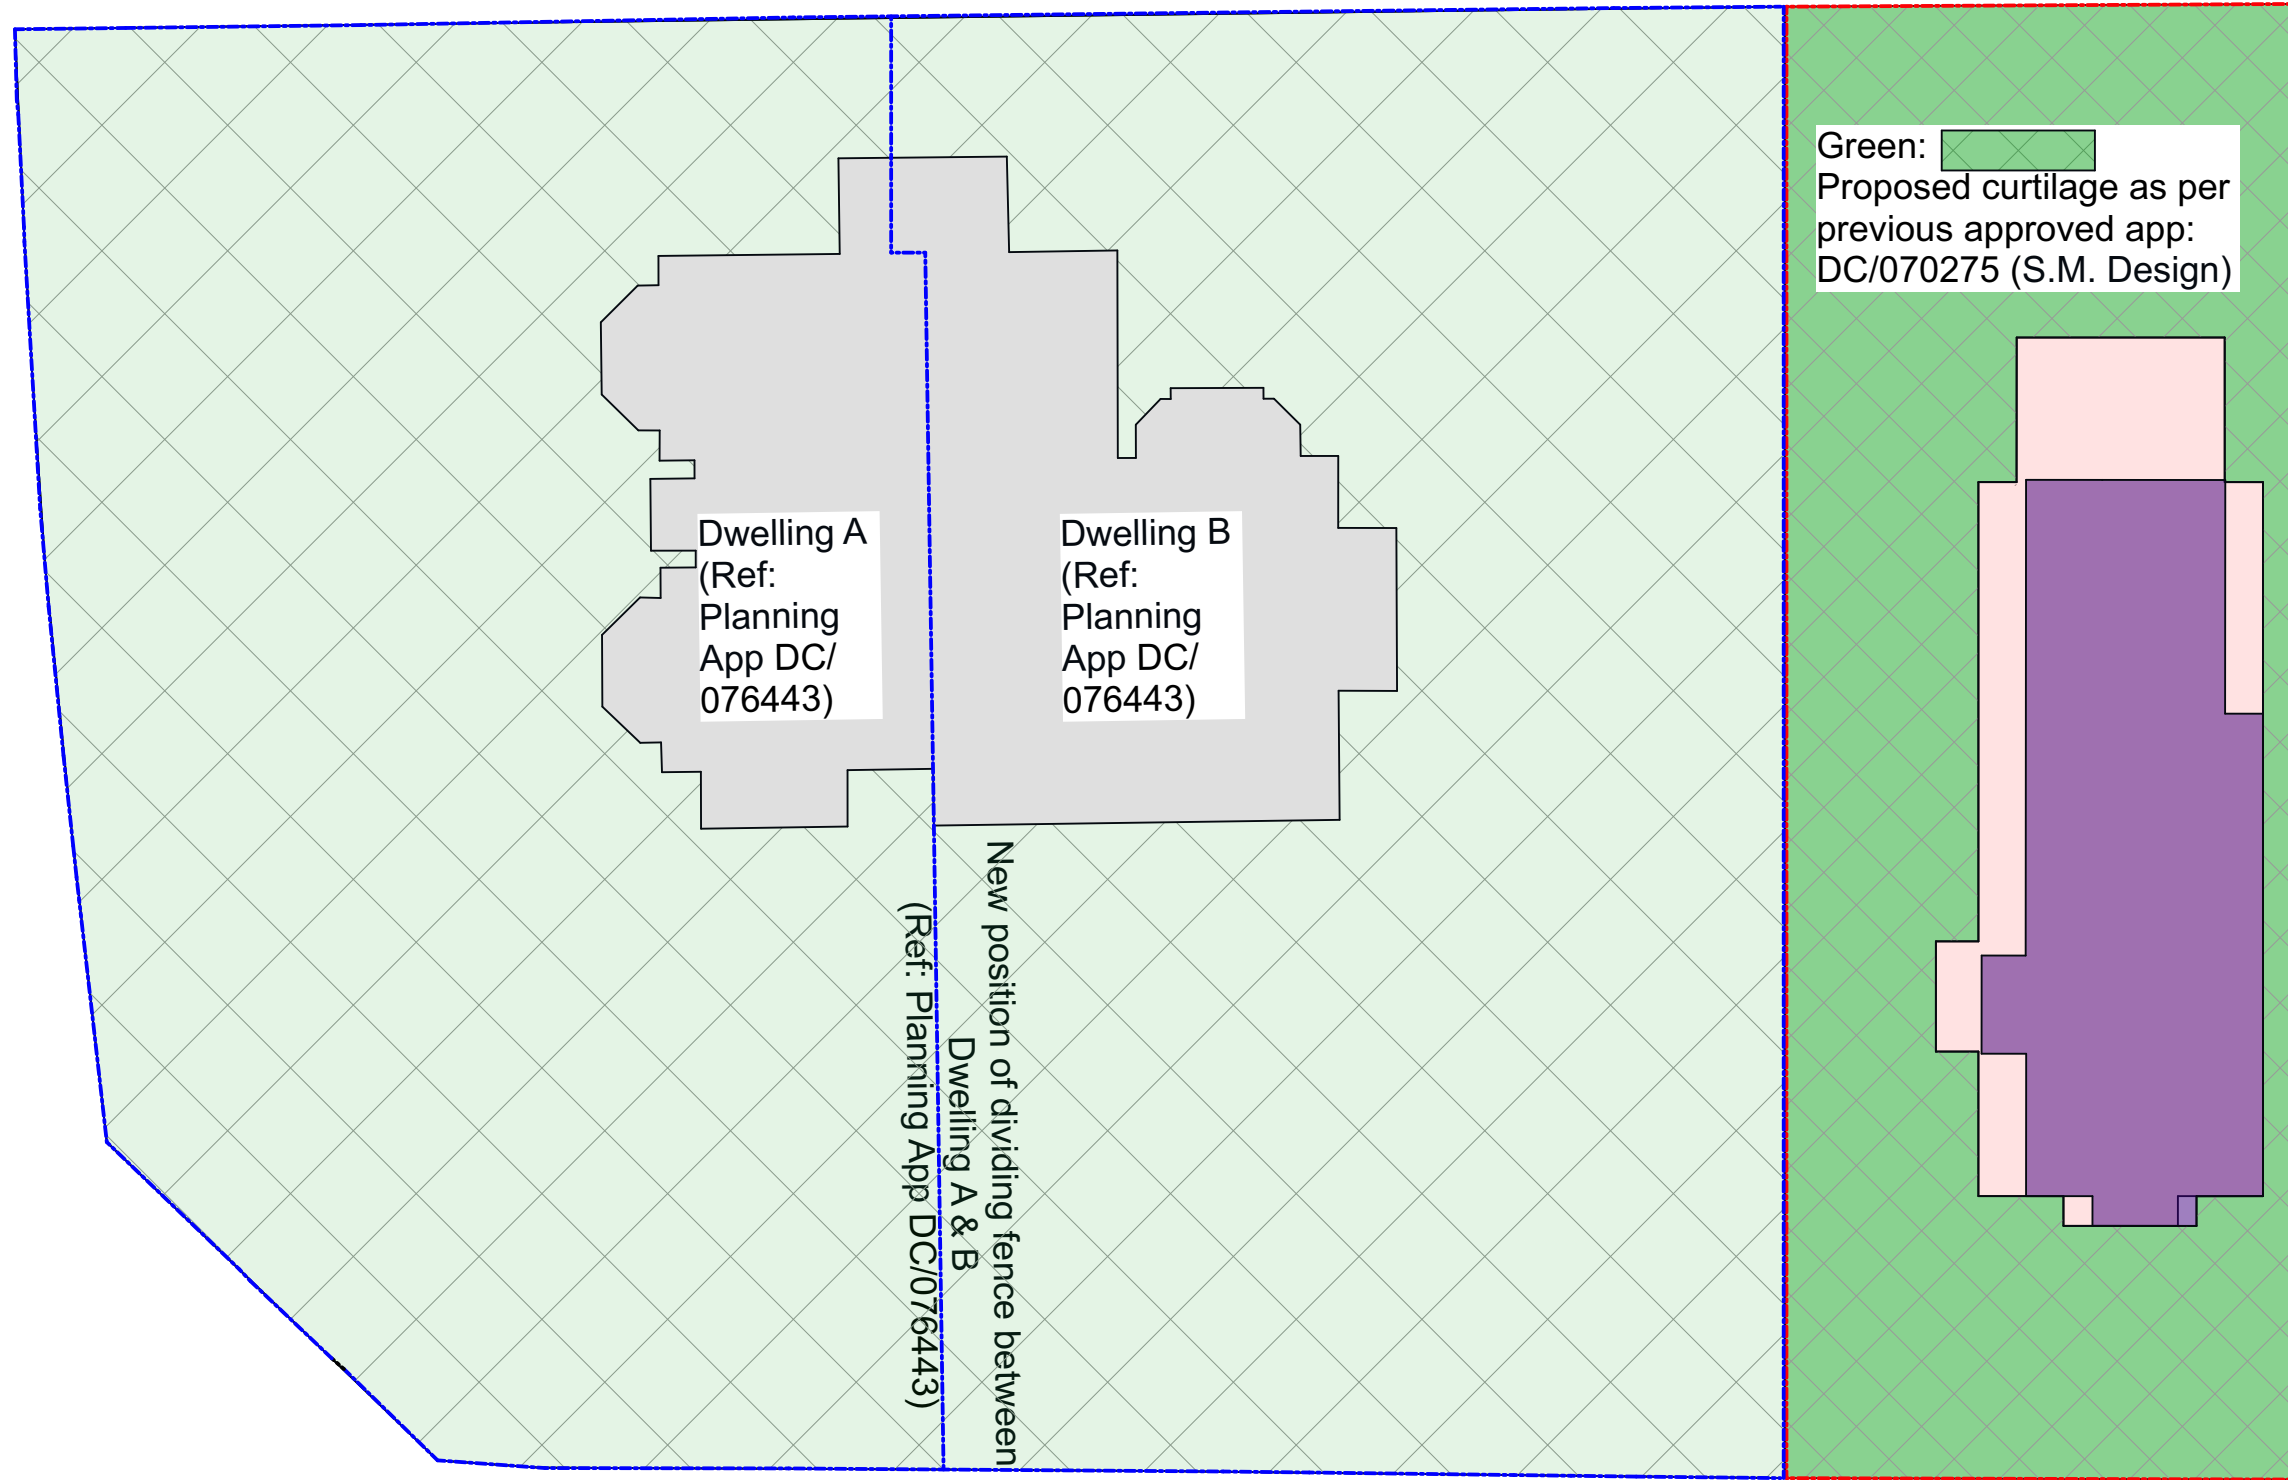 Green:
Proposed curtilage as per
previous approved app:
DC/070275 (S.M. Design)
Dwelling A
(Ref:
Planning
App DC/
076443)
Dwelling B
(Ref:
Planning
App DC/
076443)
New position of dividing fence between
Dwelling A & B
(Ref: Planning App DC/076443)